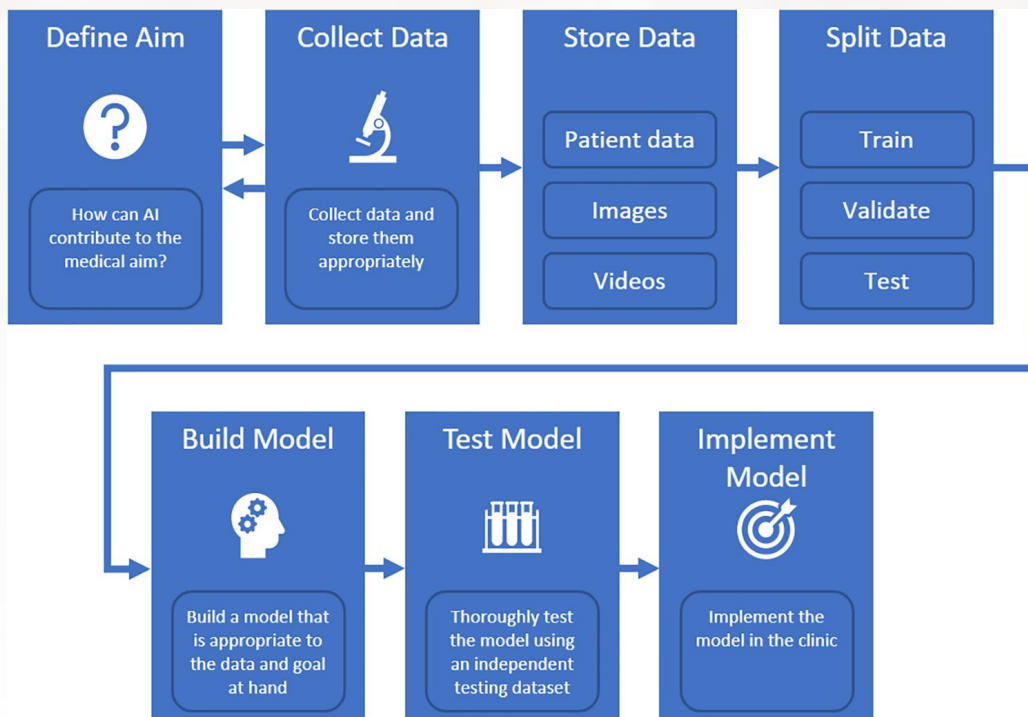 Define Aim
How can AI
contribute to the
medical aim?
Collect Data
Collect data and
store them
appropriately
Store Data
Patient data
Images
Videos
Split Data
Train
Validate
Test
Build Model
Build a model that
is appropriate to
the data and goal
at hand
Test Model
Thoroughly test
the model using
an independent
testing dataset
Implement
Model
Implement the
model in the clinic